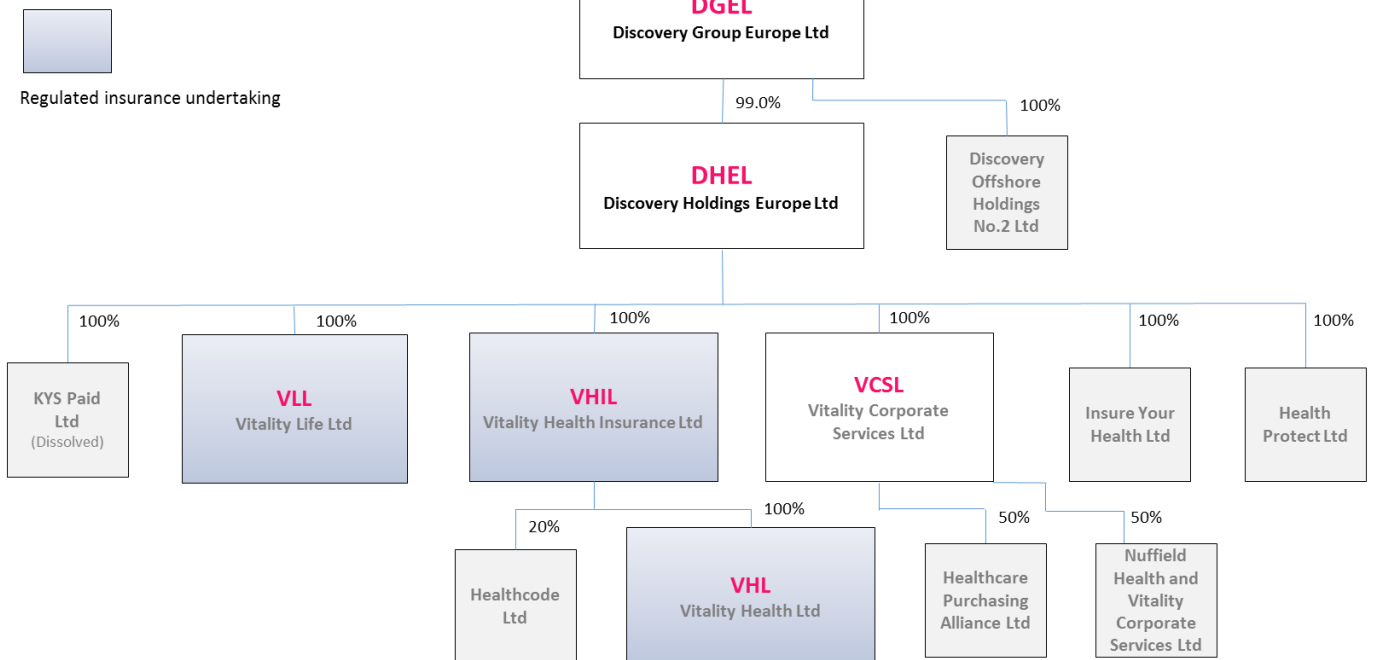 DGEL
Discovery Group Europe Ltd
Regulated insurance undertaking
99.0%
100%
DHEL
Discovery Holdings Europe Ltd
Discovery
Offshore
Holdings
No.2 Ltd
100%
100%
100%
100%
100%
100%
KYS Paid
Ltd
(Dissolved)
VLL
Vitality Life Ltd
VHIL
Vitality Health Insurance Ltd
VCSL
Vitality Corporate
Services Ltd
Insure Your
Health Ltd
Health
Protect Ltd
20%
100%
50%
50%
Healthcode
Ltd
VHL
Vitality Health Ltd
Healthcare
Purchasing
Alliance Ltd
Nuffield
Health and
Vitality
Corporate
Services Ltd